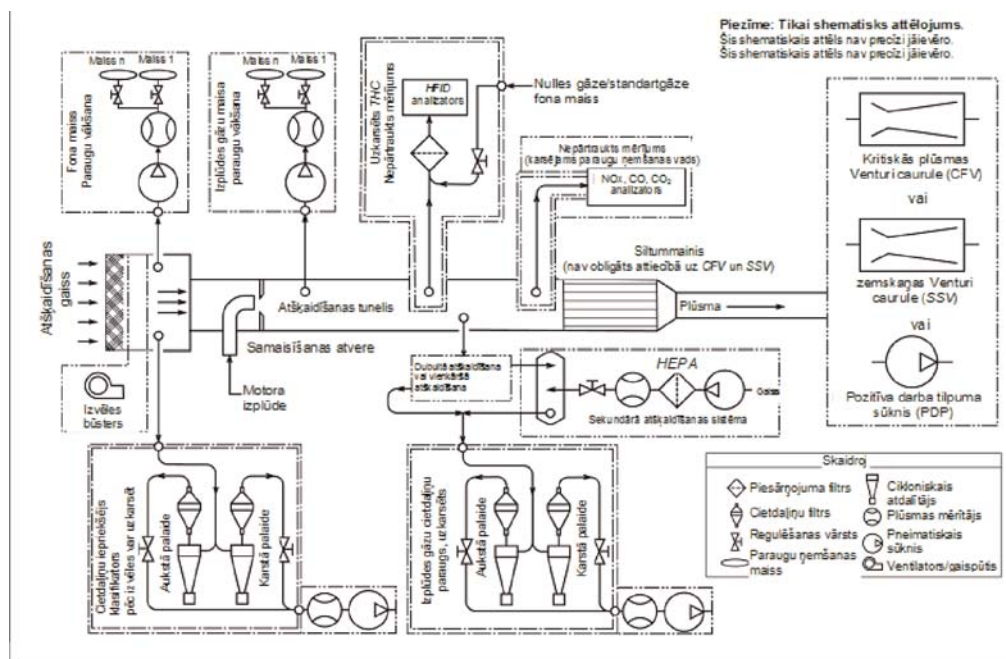 Piezīme: Tikai shematisks attēlojums.
Šis shematiskais attēls nav precīzi jāievēro.
Šis shematiskais attēls nav precīzi jāievēro.
Maiss n
Maiss 1
Fona maiss
Paraugu vākšana
Maiss n
Maiss 1
Izplūdes gāzu maisa
paraugu vākšana
Uzkarsēts THC
Nepārtraukts mērījums
HFID
analizators
Nulles gāze/standartgāze
fona maiss
Nepārtraukts mērījums
(karsējams paraugu ņemšanas vads)
NOx, CO, CO₂
analizators
Kritiskās plūsmas
Venturi caurule (CFV)
vai
zemskaņas Venturi
caurule (SSV)
vai
Pozitīva darba tilpuma
sūknis (PDP)
Atšķaidīšanas
gaiss
Atšķaidīšanas tunelis
Siltummainis
(nav obligāts attiecībā uz CFV un SSV)
Plūsma
Samaisīšanas atvere
Motora
izplūde
Izvēles
būsters
Dubultā atšķaidīšana
vai vienkāršā
atšķaidīšana
HEPA
Gaiss
Sekundārā atšķaidīšanas sistēma
Cietdaļiņu iepriekšējs
klasifikators
pēc izvēles var uzkarsēt
Aukstā palaide
Karstā palaide
Izplūdes gāzu cietdaļiņu
paraugs, uzkarsēts
Aukstā palaide
Karstā palaide
Skaidroj
Piesārņojuma filtrs
Cietdaļiņu filtrs
Regulēšanas vārsts
Paraugu ņemšanas
maiss
Cikloniskais
atdalītājs
Plūsmas mērītājs
Pneimatiskais
sūknis
Ventilators/gaispūtis